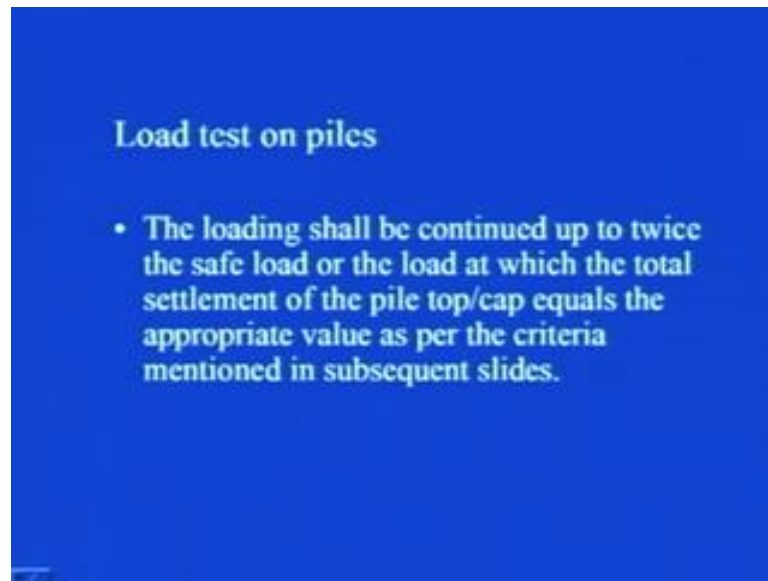 Load test on piles
• The loading shall be continued up to twice
the safe load or the load at which the total
settlement of the pile top/cap equals the
appropriate value as per the criteria
mentioned in subsequent slides.